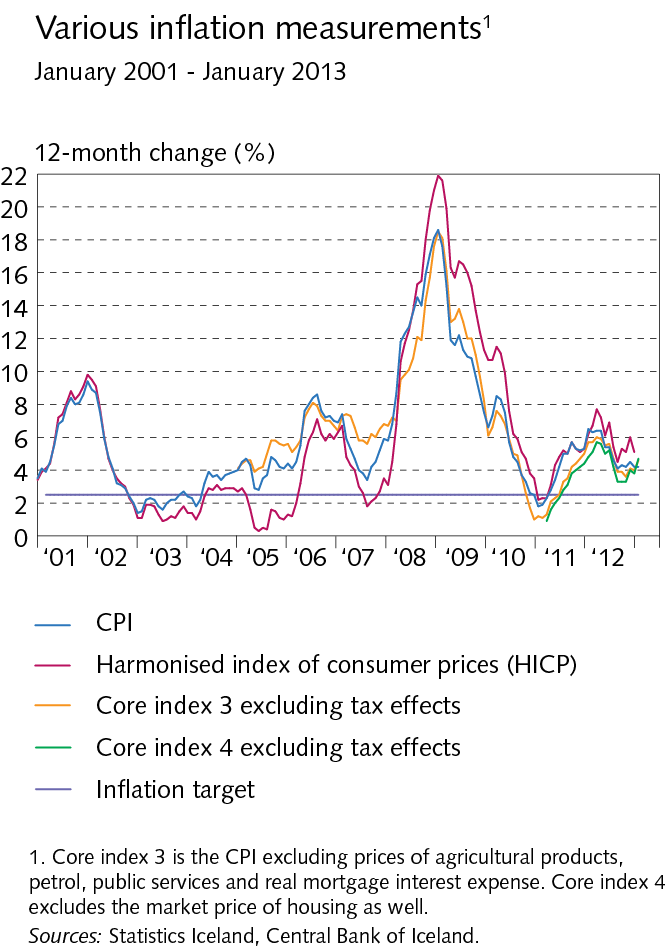 Various inflation measurements¹
January 2001 - January 2013
12-month change (%)
22
20
18
16
14
12
10
8
6
4
2
0
‘01 ‘02 ‘03 ‘04 ‘05 ‘06 ‘07 ‘08 ‘09 ‘10 ‘11 ‘12
CPI
Harmonised index of consumer prices (HICP)
Core index 3 excluding tax effects
Core index 4 excluding tax effects
Inflation target
1. Core index 3 is the CPI excluding prices of agricultural products,
petrol, public services and real mortgage interest expense. Core index 4
excludes the market price of housing as well.
Sources: Statistics Iceland, Central Bank of Iceland.